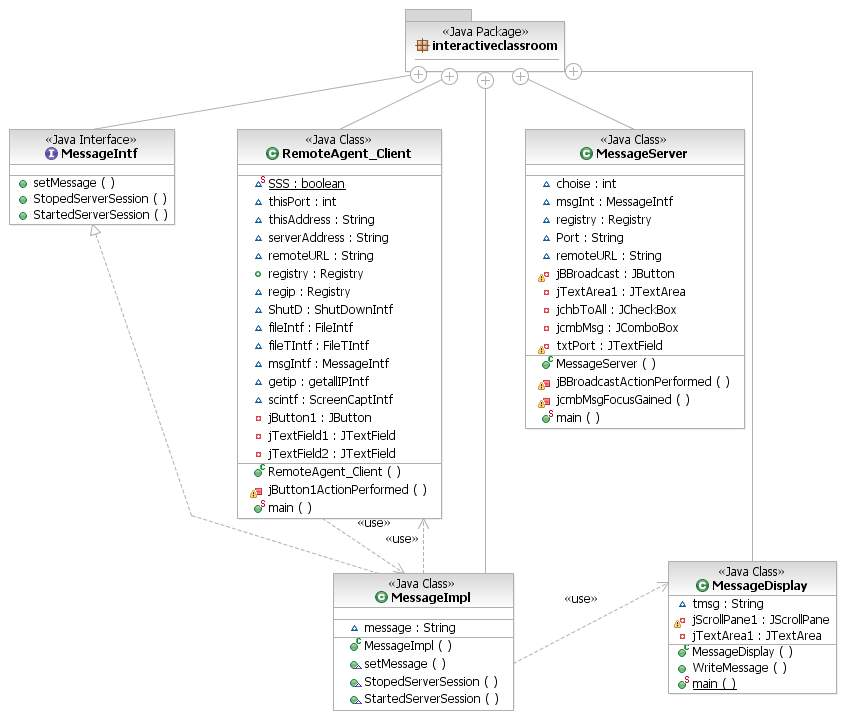 «Java Package»
interactiveclassroom
«Java Interface»
MessageIntf
setMessage ( )
StopedServerSession ( )
StartedServerSession ( )
«Java Class»
RemoteAgent_Client
SSS : boolean
thisPort : int
thisAddress : String
serverAddress : String
remoteURL : String
registry : Registry
regip : Registry
ShutD : ShutDownIntf
fileIntf : FileIntf
fileTIntf : FileTIntf
msgIntf : MessageIntf
getip : getallIPIntf
scintf : ScreenCaptIntf
jButton1 : JButton
jTextField1 : JTextField
jTextField2 : JTextField
RemoteAgent_Client ( )
jButton1ActionPerformed ( )
main ( )
«Java Class»
MessageServer
choise : int
msgInt : MessageIntf
registry : Registry
Port : String
remoteURL : String
jBBroadcast : JButton
jTextArea1 : JTextArea
jchbToAll : JCheckBox
jcmbMsg : JComboBox
txtPort : JTextField
MessageServer ( )
jBBroadcastActionPerformed ( )
jcmbMsgFocusGained ( )
main ( )
«use»
«use»
«Java Class»
MessageImpl
message : String
MessageImpl ( )
setMessage ( )
StopedServerSession ( )
StartedServerSession ( )
«use»
«Java Class»
MessageDisplay
tmsg : String
jScrollPane1 : JScrollPane
jTextArea1 : JTextArea
MessageDisplay ( )
WriteMessage ( )
main ( )